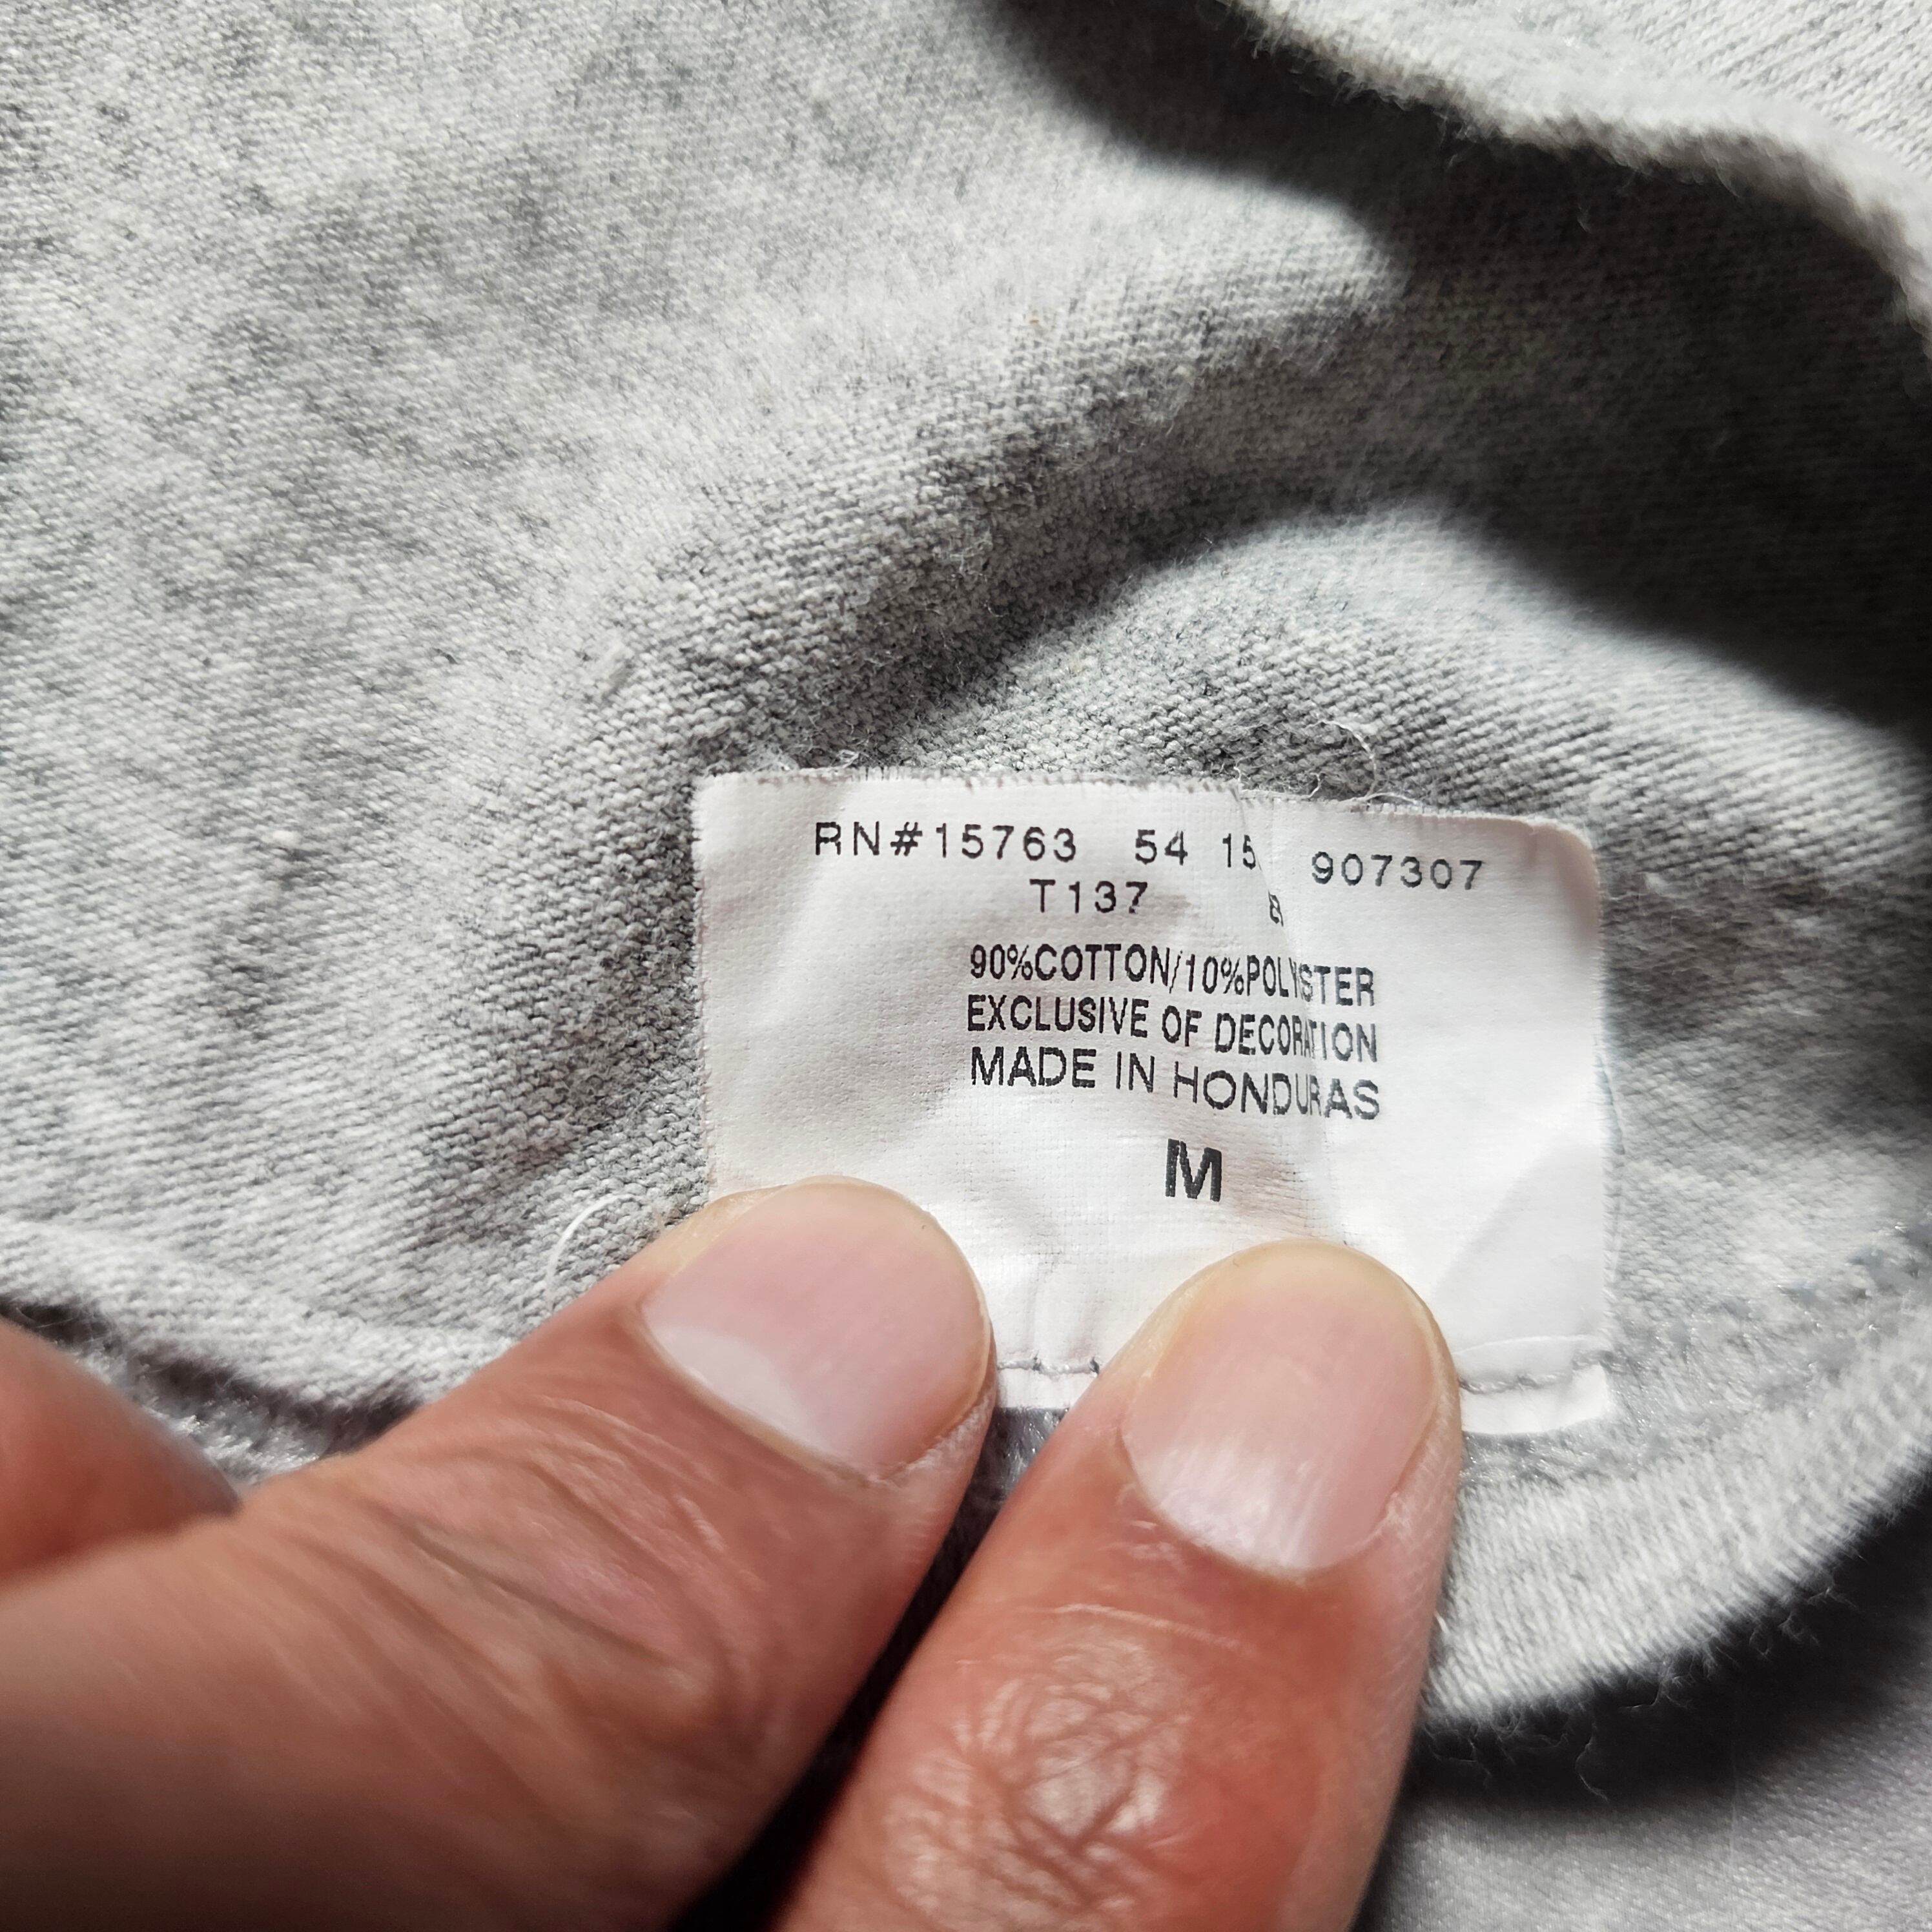 RN#15763 54 15 907307
T137
90%COTTON/10%POLYSTER
EXCLUSIVE OF DECORATION
MADE IN HONDURAS
M